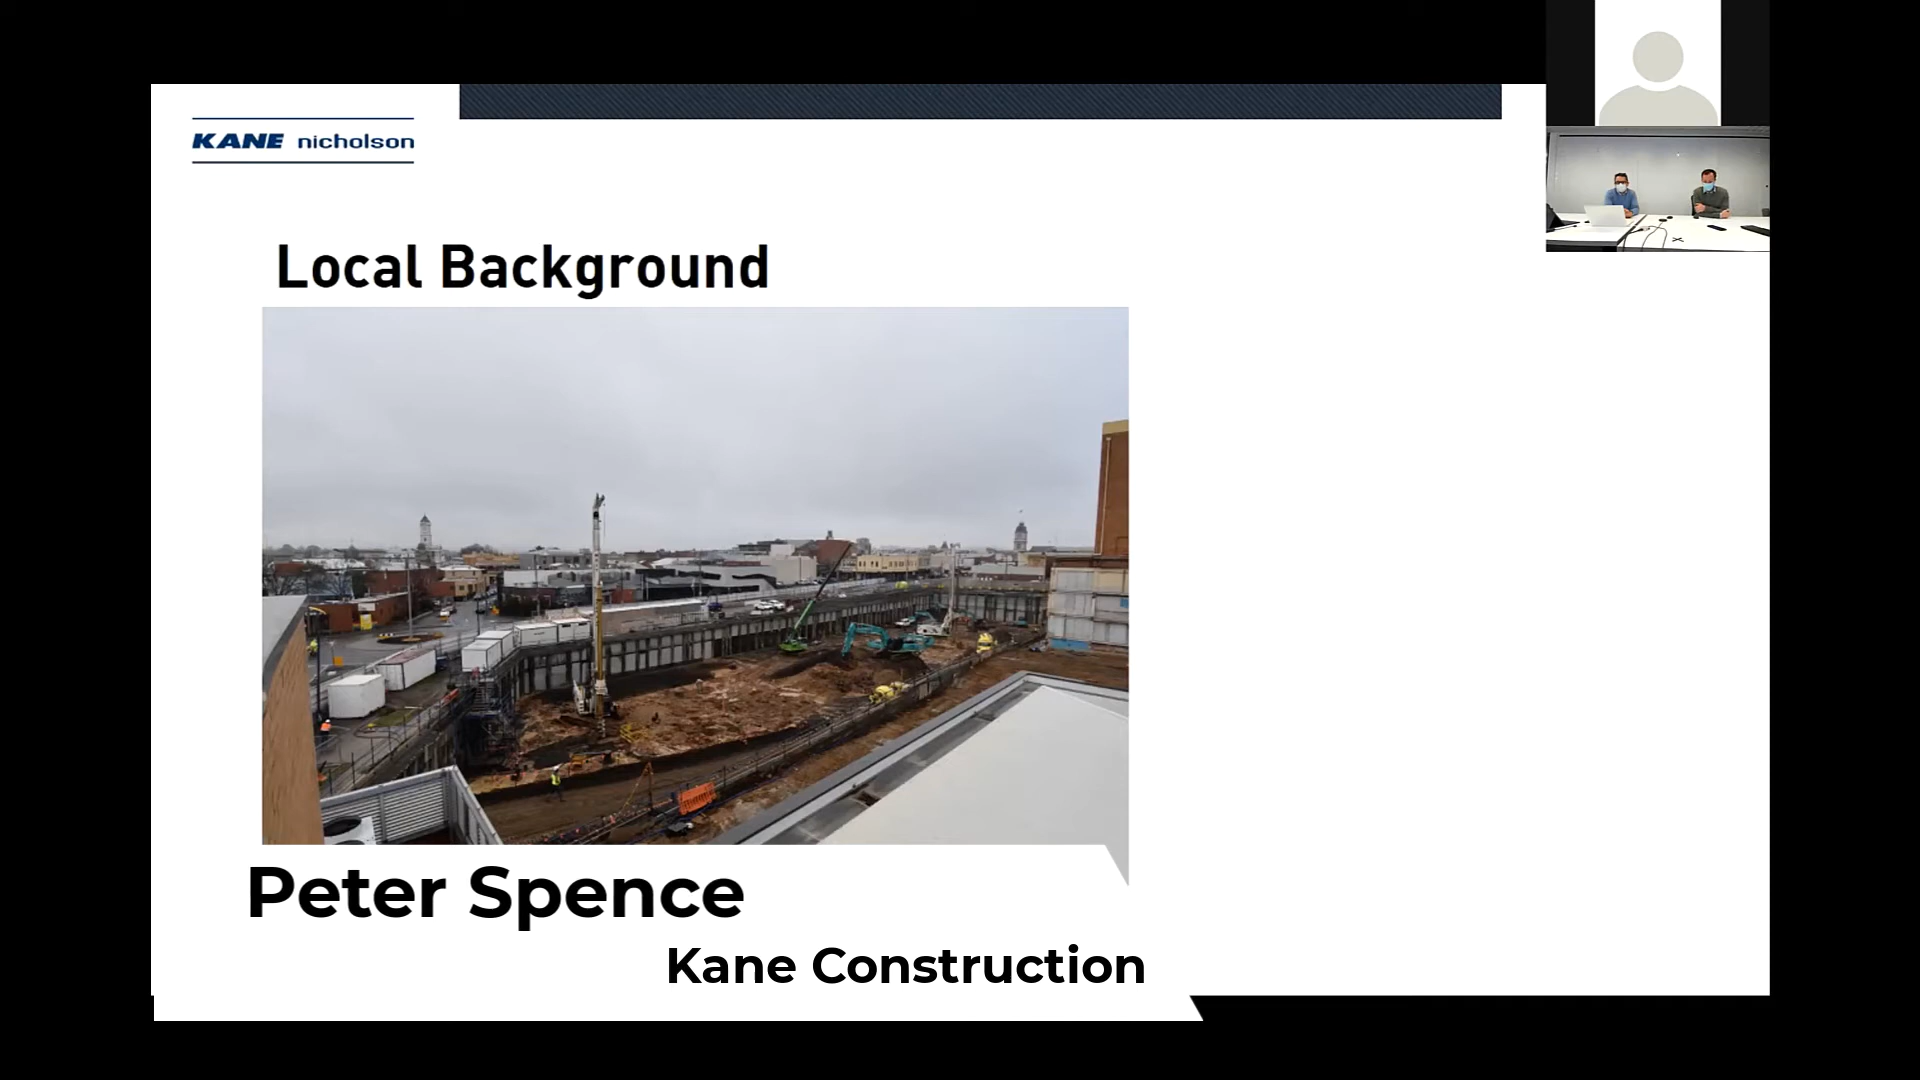 KANE nicholson
Local Background
Peter Spence
Kane Construction